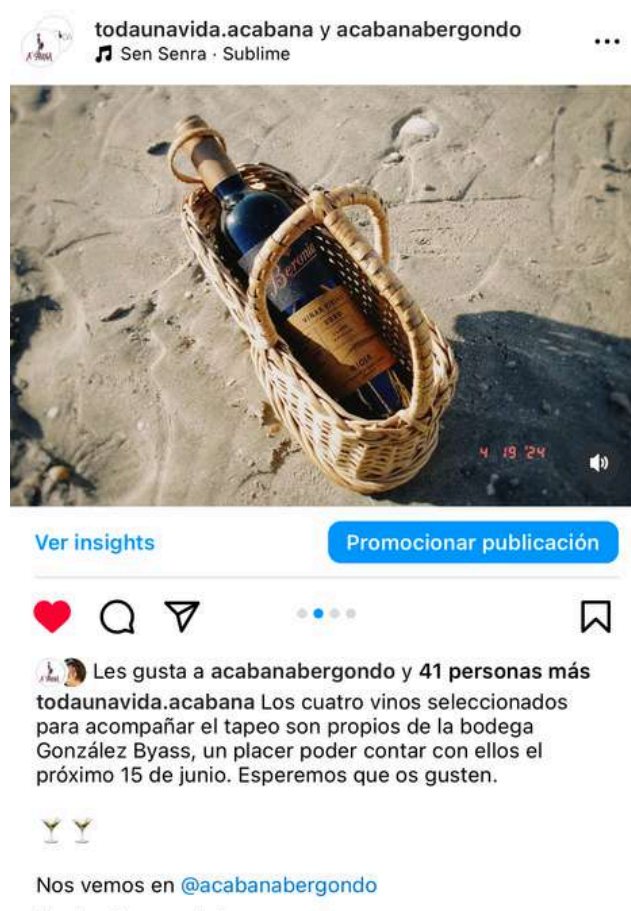 todaunavida.acabana y acabanabergondo
Sen Senra · Sublime
Beronia
RIOJA
4 19 '24
Ver insights
Promocionar publicación
Les gusta a acabanabergondo y 41 personas más
todaunavida.acabana Los cuatro vinos seleccionados
para acompañar el tapeo son propios de la bodega
González Byass, un placer poder contar con ellos el
próximo 15 de junio. Esperemos que os gusten.
Nos vemos en @acabanabergondo